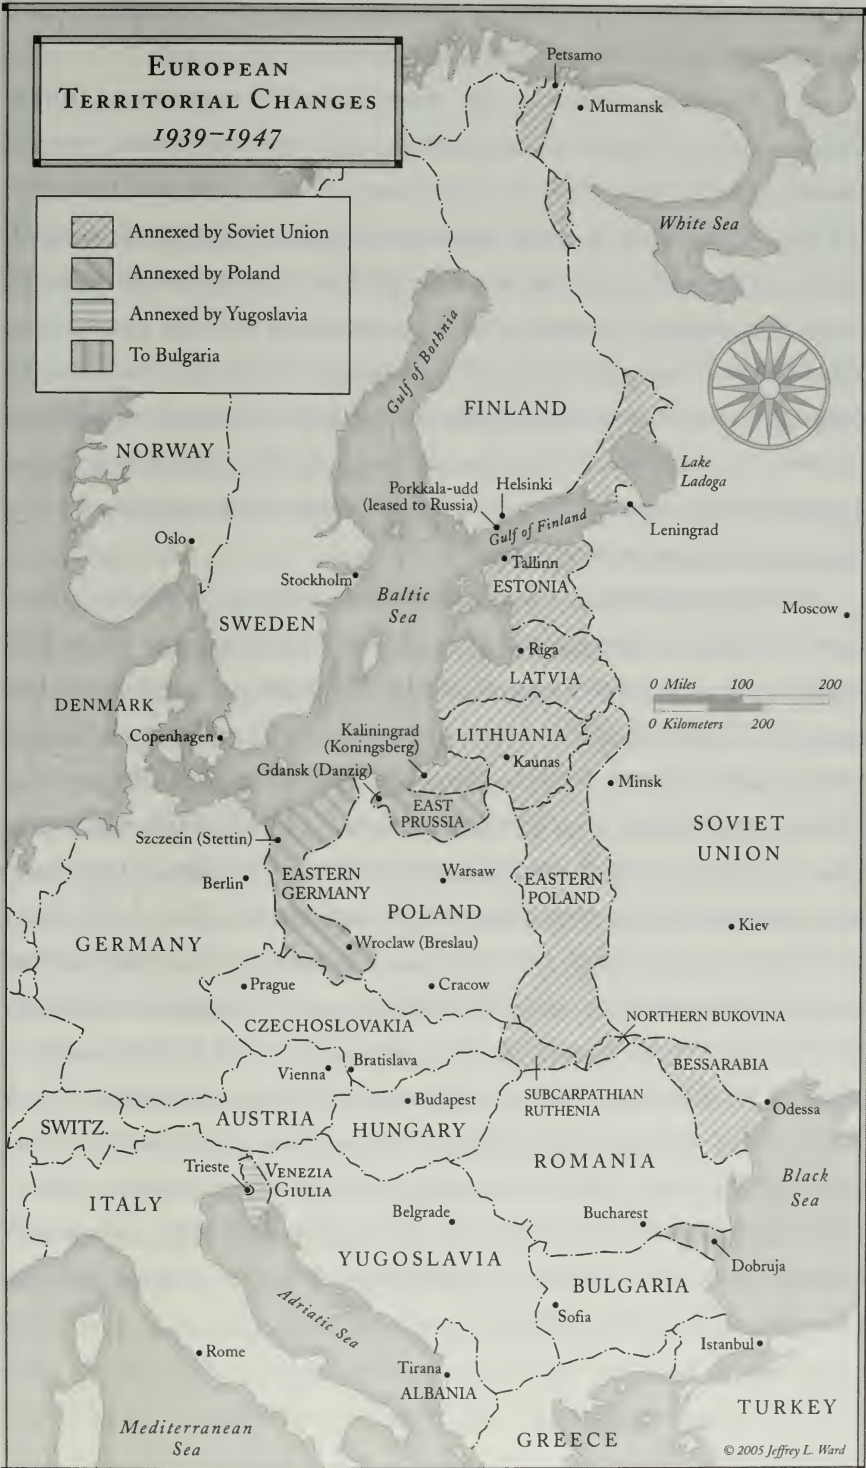 EUROPEAN
TERRITORIAL CHANGES
1939–1947
Annexed by Soviet Union
Annexed by Poland
Annexed by Yugoslavia
To Bulgaria
Petsamo
Murmansk
White Sea
Gulf of Bothnia
FINLAND
NORWAY
Lake
Ladoga
Porkkala-udd
(leased to Russia)
Helsinki
Gulf of Finland
Leningrad
Oslo
Tallinn
Stockholm
ESTONIA
Baltic
Sea
Moscow
SWEDEN
Riga
LATVIA
0 Miles 100 200
0 Kilometers 200
DENMARK
Copenhagen
Kaliningrad
(Koningsberg)
LITHUANIA
Kaunas
Gdansk (Danzig)
Minsk
EAST
PRUSSIA
SOVIET
UNION
Szczecin (Stettin)
Berlin
EASTERN
GERMANY
Warsaw
EASTERN
POLAND
POLAND
Kiev
GERMANY
Wroclaw (Breslau)
Prague
Cracow
CZECHOSLOVAKIA
NORTHERN BUKOVINA
BESSARABIA
Vienna
Bratislava
SUBCARPATHIAN
RUTHENIA
Budapest
Odessa
SWITZ.
AUSTRIA
HUNGARY
ROMANIA
Trieste
VENEZIA
GIULIA
Black
Sea
ITALY
Belgrade
Bucharest
YUGOSLAVIA
Dobruja
BULGARIA
Adriatic Sea
Sofia
Rome
Istanbul
Tirana
ALBANIA
TURKEY
Mediterranean
Sea
GREECE
© 2005 Jeffrey L. Ward